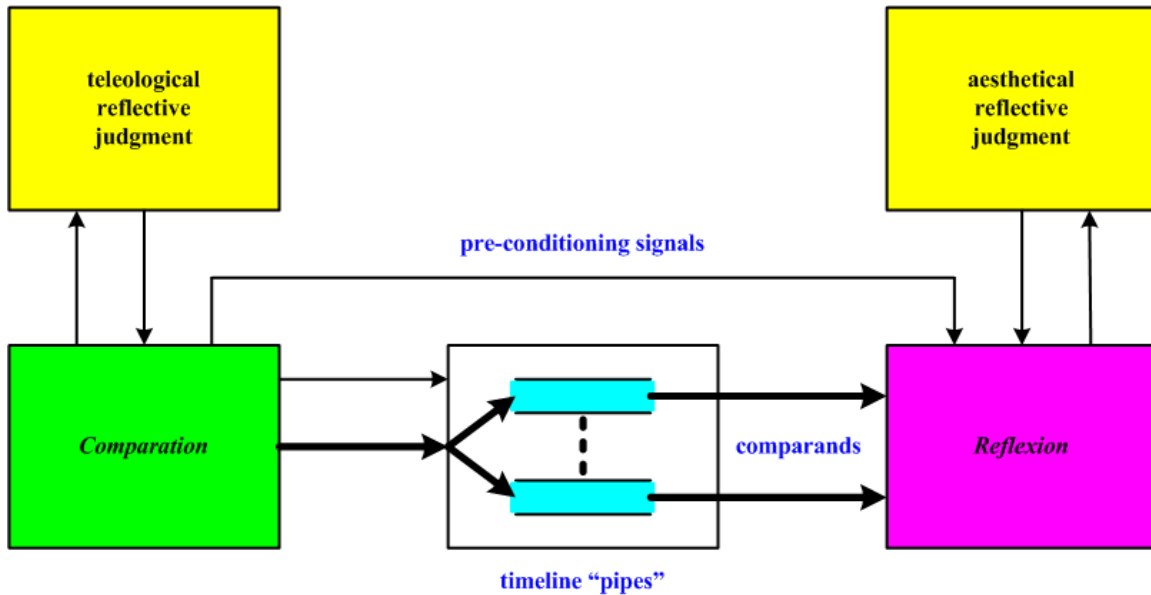 teleological
reflective
judgment
aesthetical
reflective
judgment
pre-conditioning signals
Comparation
comparands
Reflexion
timeline “pipes”